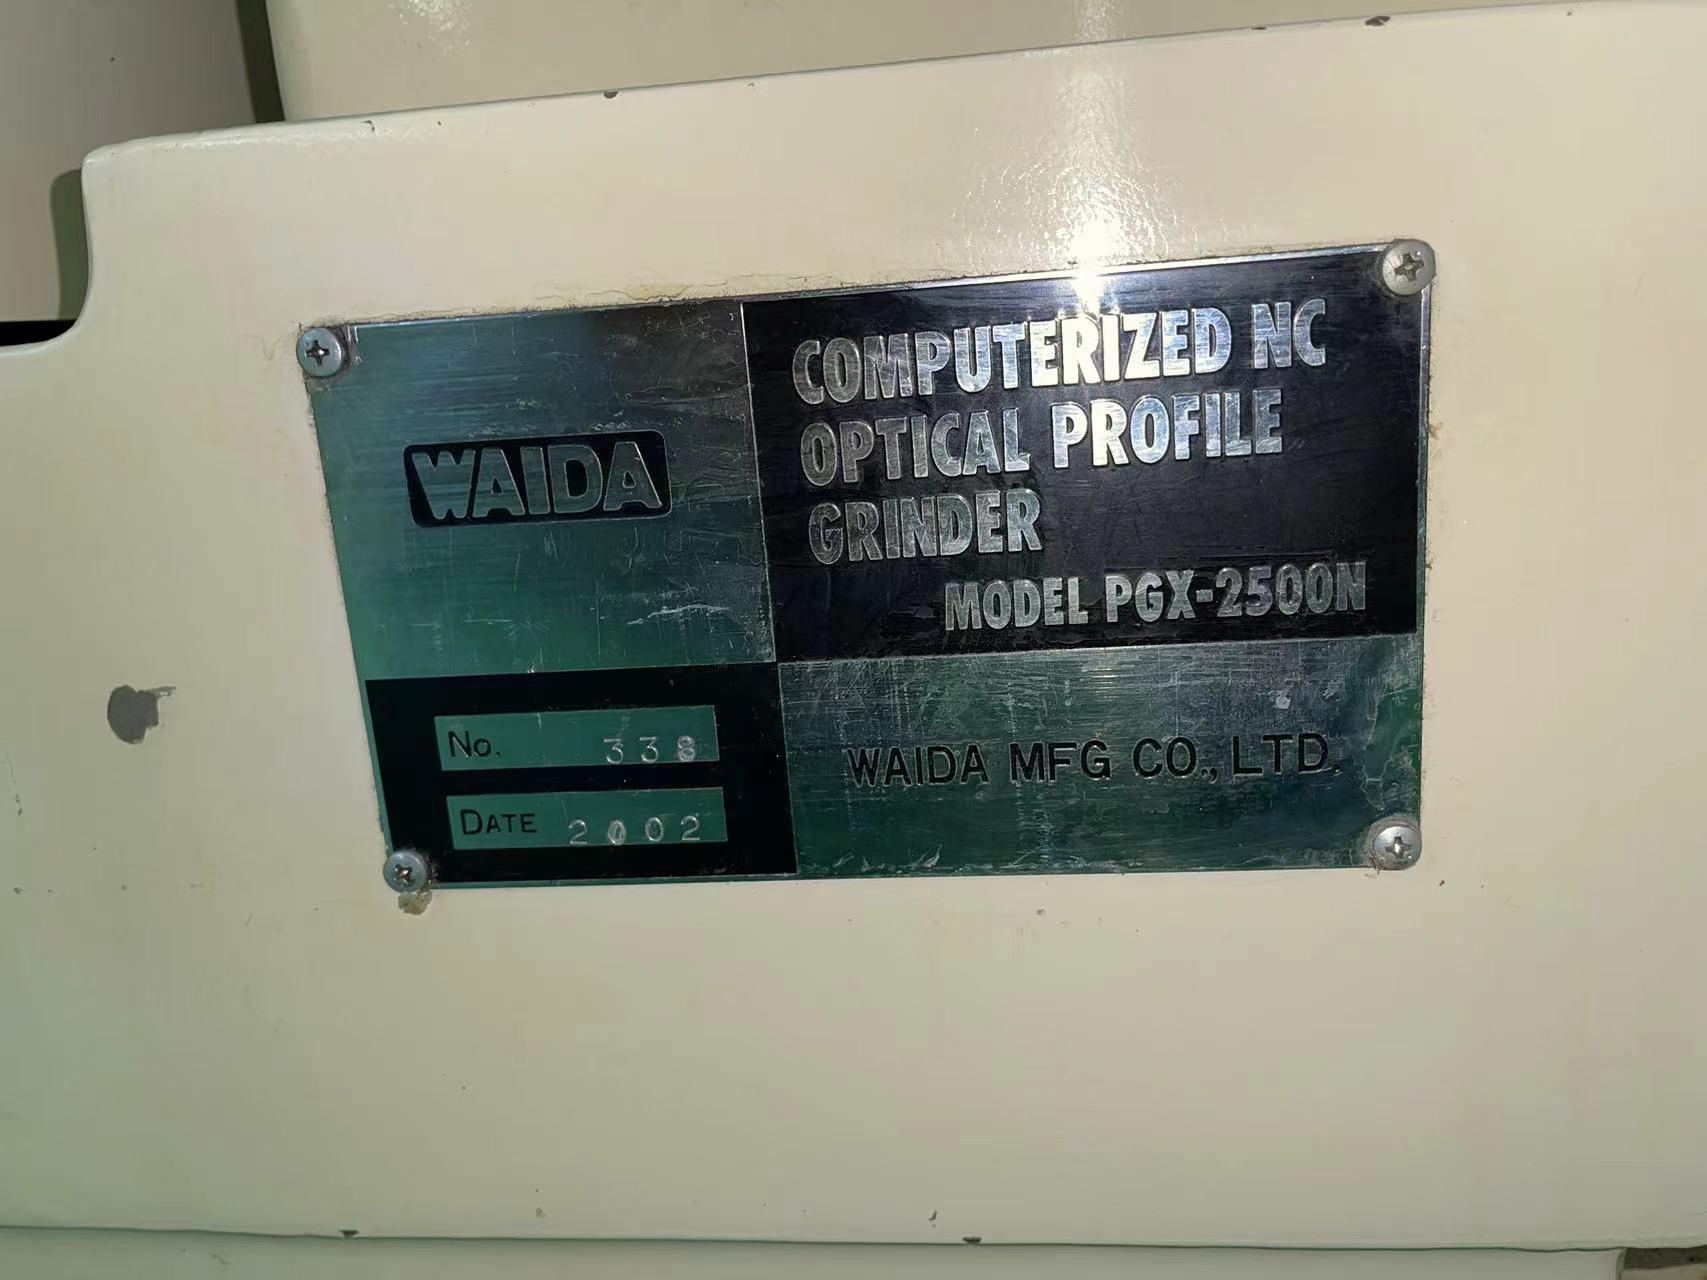 WAIDA
COMPUTERIZED NC
OPTICAL PROFILE
GRINDER
MODEL PGX-2500N
No. 338
DATE 2002
WAIDA MFG CO., LTD.